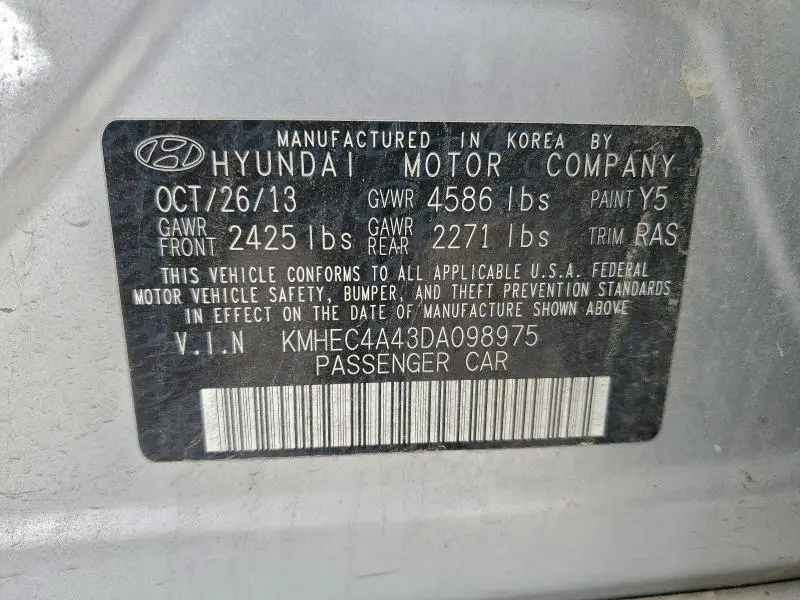 MANUFACTURED IN KOREA BY
HYUNDAI MOTOR COMPANY
OCT/26/13 GVWR 4586 lbs PAINT Y5
GAWR FRONT 2425 lbs GAWR REAR 2271 lbs TRIM RAS
THIS VEHICLE CONFORMS TO ALL APPLICABLE U.S.A. FEDERAL
MOTOR VEHICLE SAFETY, BUMPER, AND THEFT PREVENTION STANDARDS
IN EFFECT ON THE DATE OF MANUFACTURE SHOWN ABOVE
V.I.N KMHEC4A43DA098975
PASSENGER CAR